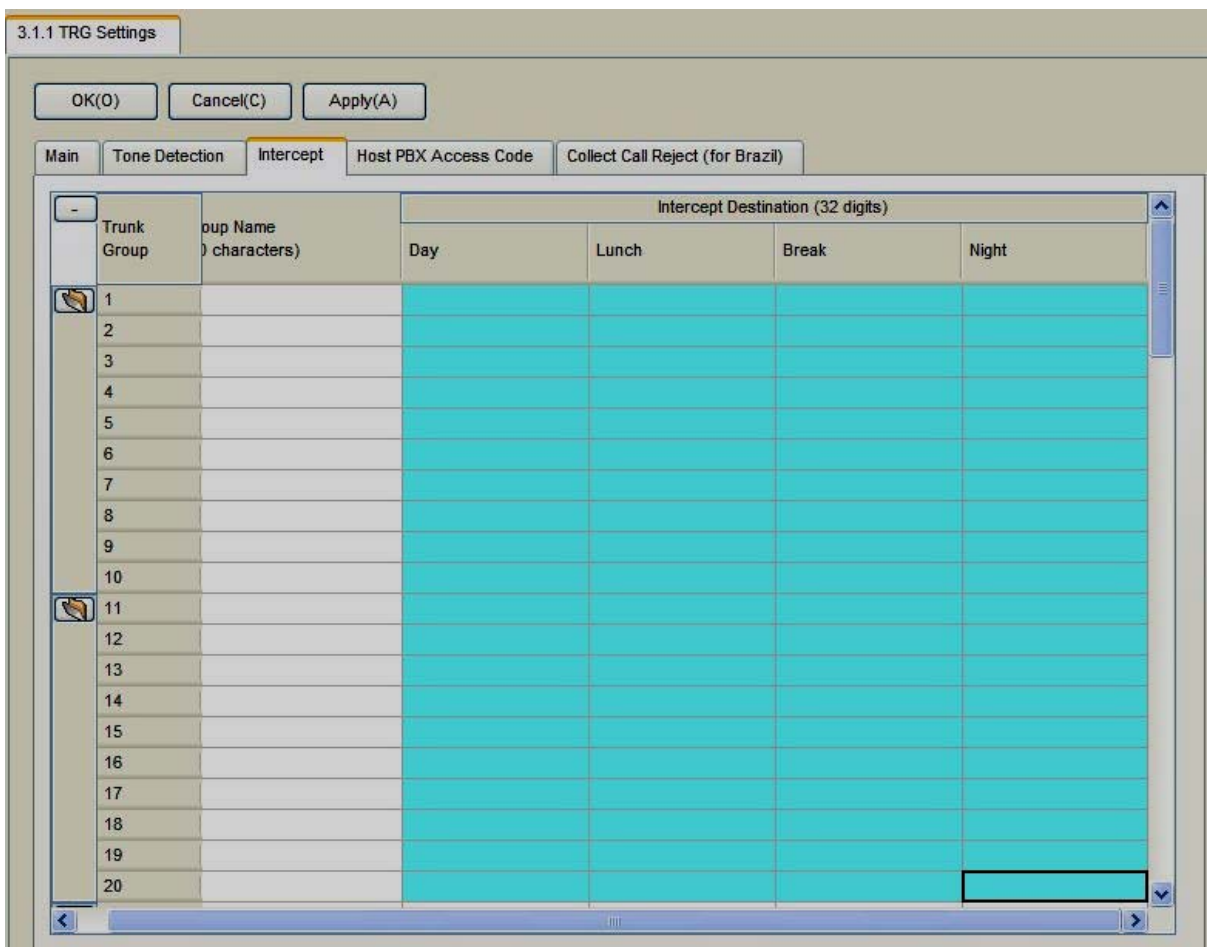 3.1.1 TRG Settings
OK(O) Cancel(C) Apply(A)
Main Tone Detection Intercept Host PBX Access Code Collect Call Reject (for Brazil)
-
Intercept Destination (32 digits)
Trunk Group
oup Name
) characters)
Day Lunch Break Night
1
2
3
4
5
6
7
8
9
10
11
12
13
14
15
16
17
18
19
20